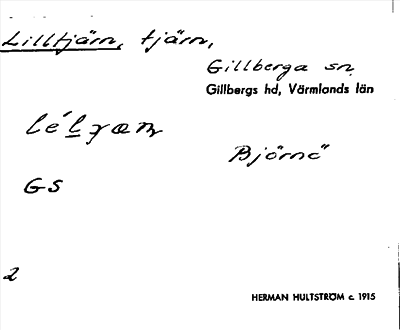 Lilltjärn, tjärn,
Gillberga sn.
Gillbergs hd, Värmlands län
Björnö
GS
2
HERMAN HULTSTRÖM c. 1915